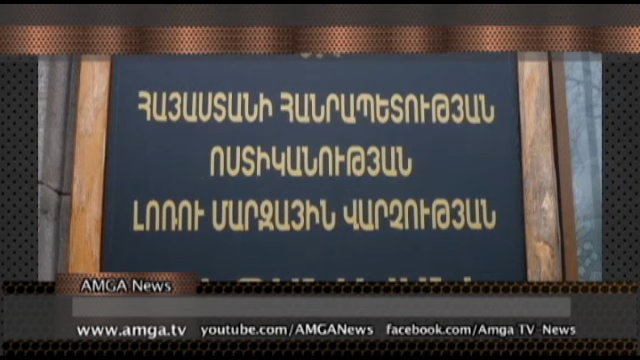 ՀԱՅԱՍՏԱՆԻ ՀԱՆՐԱՊԵՏՈՒԹՅԱՆ
ՈՍՏԻԿԱՆՈՒԹՅԱՆ
ԼՈՌՈՒ ՄԱՐԶԱՅԻՆ ՎԱՐՉՈՒԹՅԱՆ
AMGA News
www.amga.tv youtube.com/AMGANews facebook.com/Amga TV News